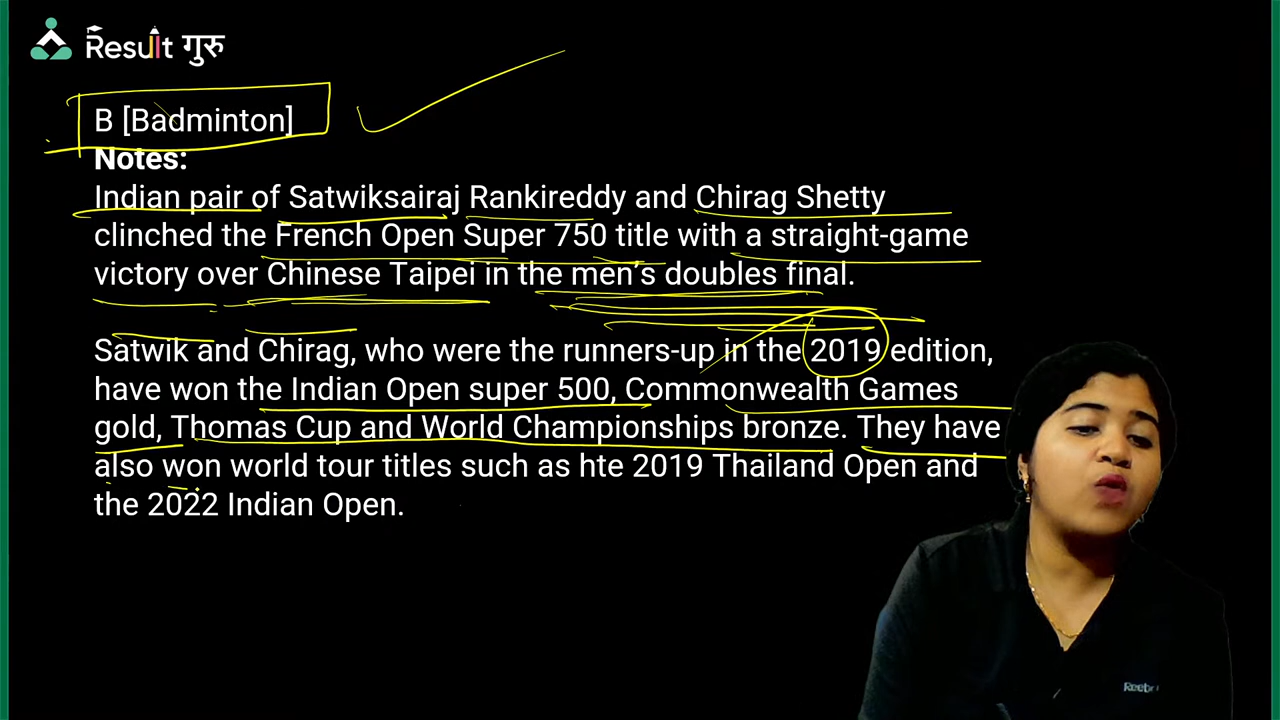 Result गुरु
B [Badminton]
Notes:
Indian pair of Satwiksairaj Rankireddy and Chirag Shetty
clinched the French Open Super 750 title with a straight-game
victory over Chinese Taipei in the men's doubles final.
Satwik and Chirag, who were the runners-up in the 2019 edition,
have won the Indian Open super 500, Commonwealth Games
gold, Thomas Cup and World Championships bronze. They have
also won world tour titles such as hte 2019 Thailand Open and
the 2022 Indian Open.